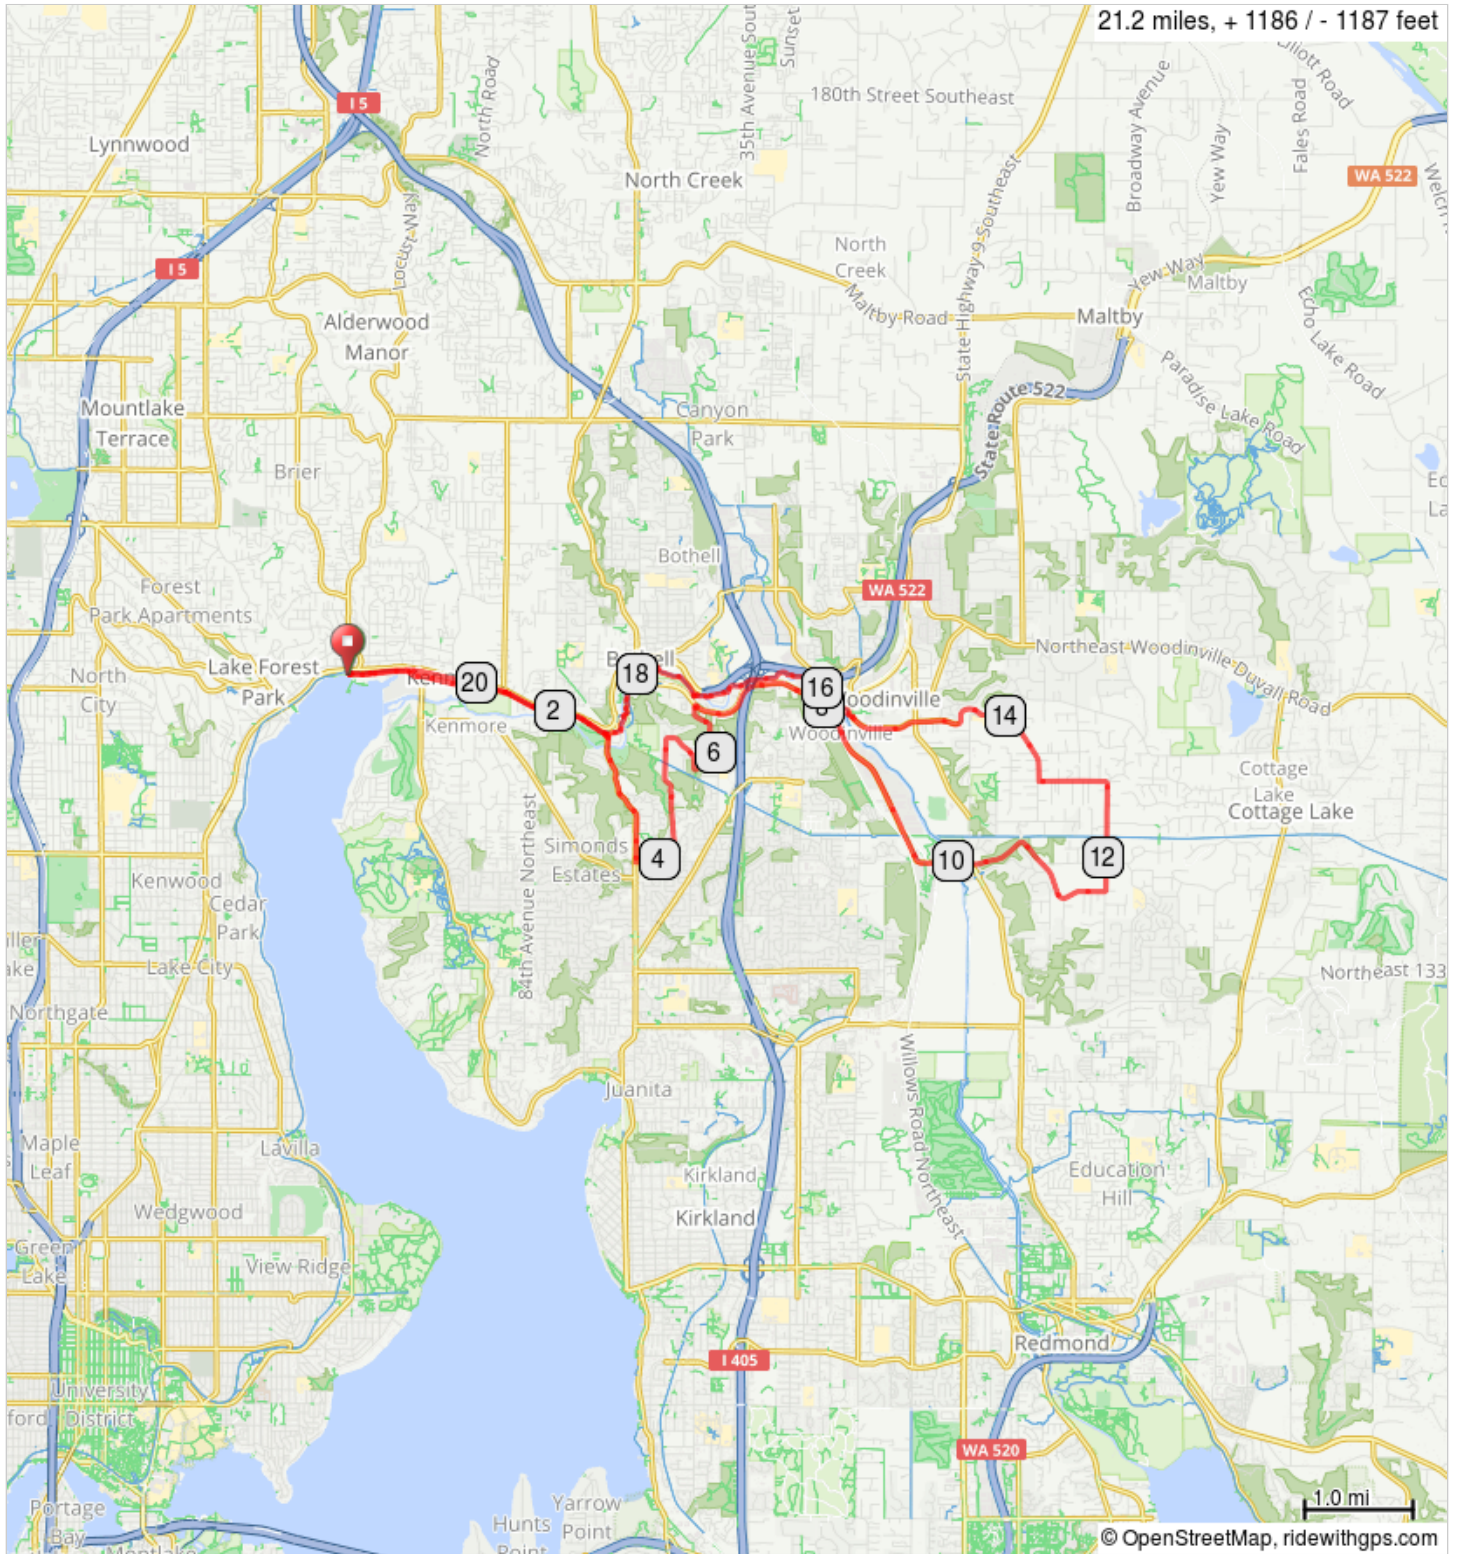 21.2 miles, + 1186 / - 1187 feet
I 5
Lynnwood
North Road
35th Avenue Sout
Sunset
180th Street Southeast
Broadway Avenue
Yew Way
Fales Road
WA 522
North Creek
Locust Way
I 5
North
Creek
Maltby Road
State Highway 9 Southeast
Yew Way
Maltby
Maltby
Echo Lake Road
Alderwood
Manor
Paradise Lake Road
State Route 522
Mountlake
Terrace
Canyon
Park
Brier
Bothell
WA 522
Forest
Park Apartments
Northeast Woodinville Duvall Road
Lake Forest
Park
North
City
20
18
16
Woodinville
2
14
Kenmore
Woodinville
6
Cottage
Lake
Cottage Lake
84th Avenue Northeast
Simonds
Estates
4
10
12
Kenwood
Cedar
Park
Lake City
Northeast 133
Northgate
Willows Road Northeast
Juanita
Maple
Leaf
Lavilla
Kirkland
Education
Hill
Wedgwood
Kirkland
Green
Lake
View Ridge
Redmond
I 405
University
District
WA 520
Portage
Bay
Yarrow
Point
Hunts
Point
1.0 mi
© OpenStreetMap, ridewithgps.com